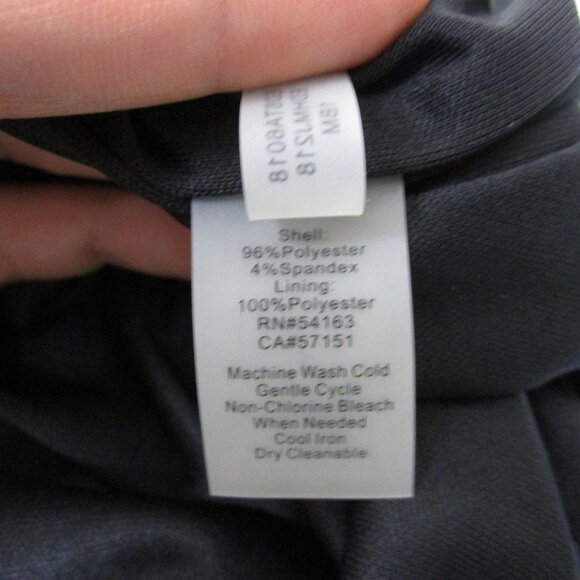 Shell:
96%Polyester
4%Spandex
Lining:
100%Polyester
RN#54163
CA#57151
Machine Wash Cold
Gentle Cycle
Non-Chlorine Bleach
When Needed
Cool Iron
Dry Cleanable